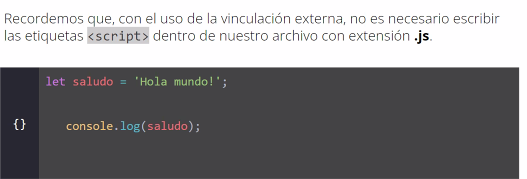 Recordemos que, con el uso de la vinculación externa, no es necesario escribir
las etiquetas <script> dentro de nuestro archivo con extensión .js.
let saludo = 'Hola mundo!';
{}
console.log(saludo);